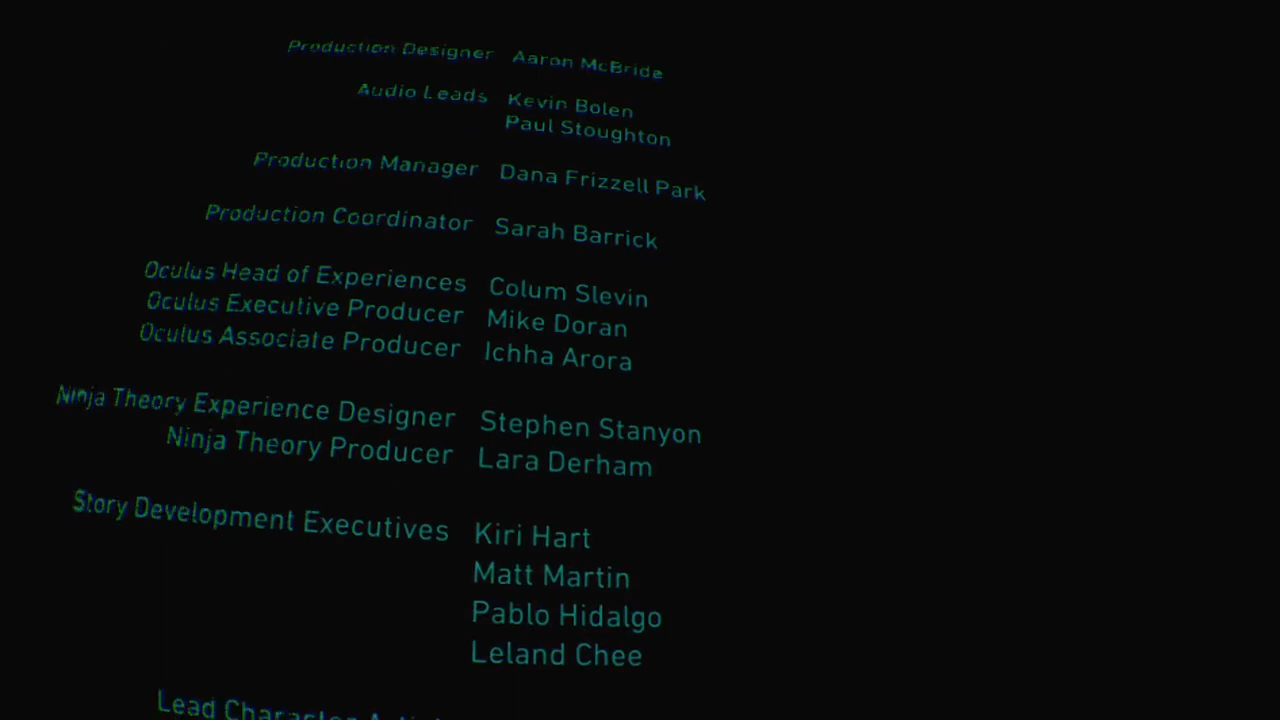 Production Designer Aaron McBride
Audio Leads Kevin Bolen
Paul Stoughton
Production Manager Dana Frizzell Park
Production Coordinator Sarah Barrick
Oculus Head of Experiences Colum Slevin
Oculus Executive Producer Mike Doran
Oculus Associate Producer Ichha Arora
Ninja Theory Experience Designer Stephen Stanyon
Ninja Theory Producer Lara Derham
Story Development Executives Kiri Hart
Matt Martin
Pablo Hidalgo
Leland Chee
Lead Character